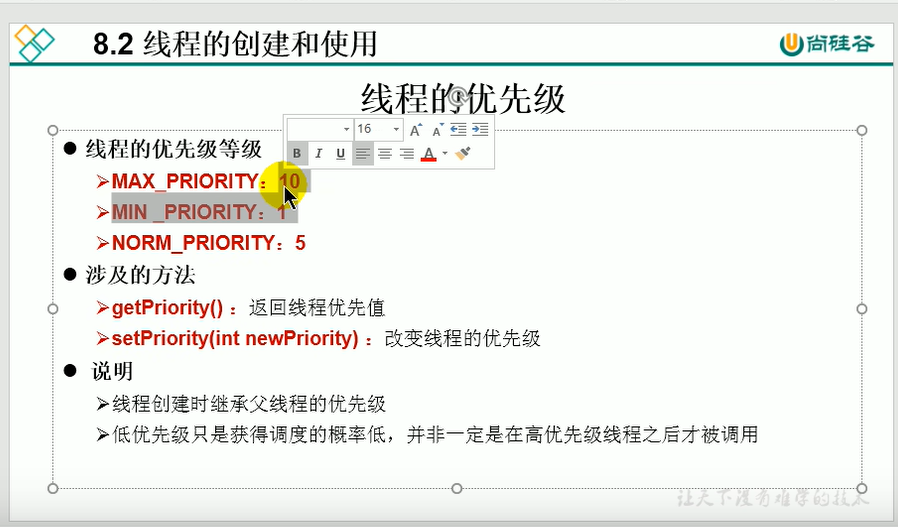 8.2 线程的创建和使用
尚硅谷
线程的优先级
16
B I U A
线程的优先级等级
MAX_PRIORITY：10
MIN _PRIORITY：1
NORM_PRIORITY：5
涉及的方法
getPriority() ：返回线程优先值
setPriority(int newPriority) ：改变线程的优先级
说明
线程创建时继承父线程的优先级
低优先级只是获得调度的概率低，并非一定是在高优先级线程之后才被调用
让天下没有难学的技术